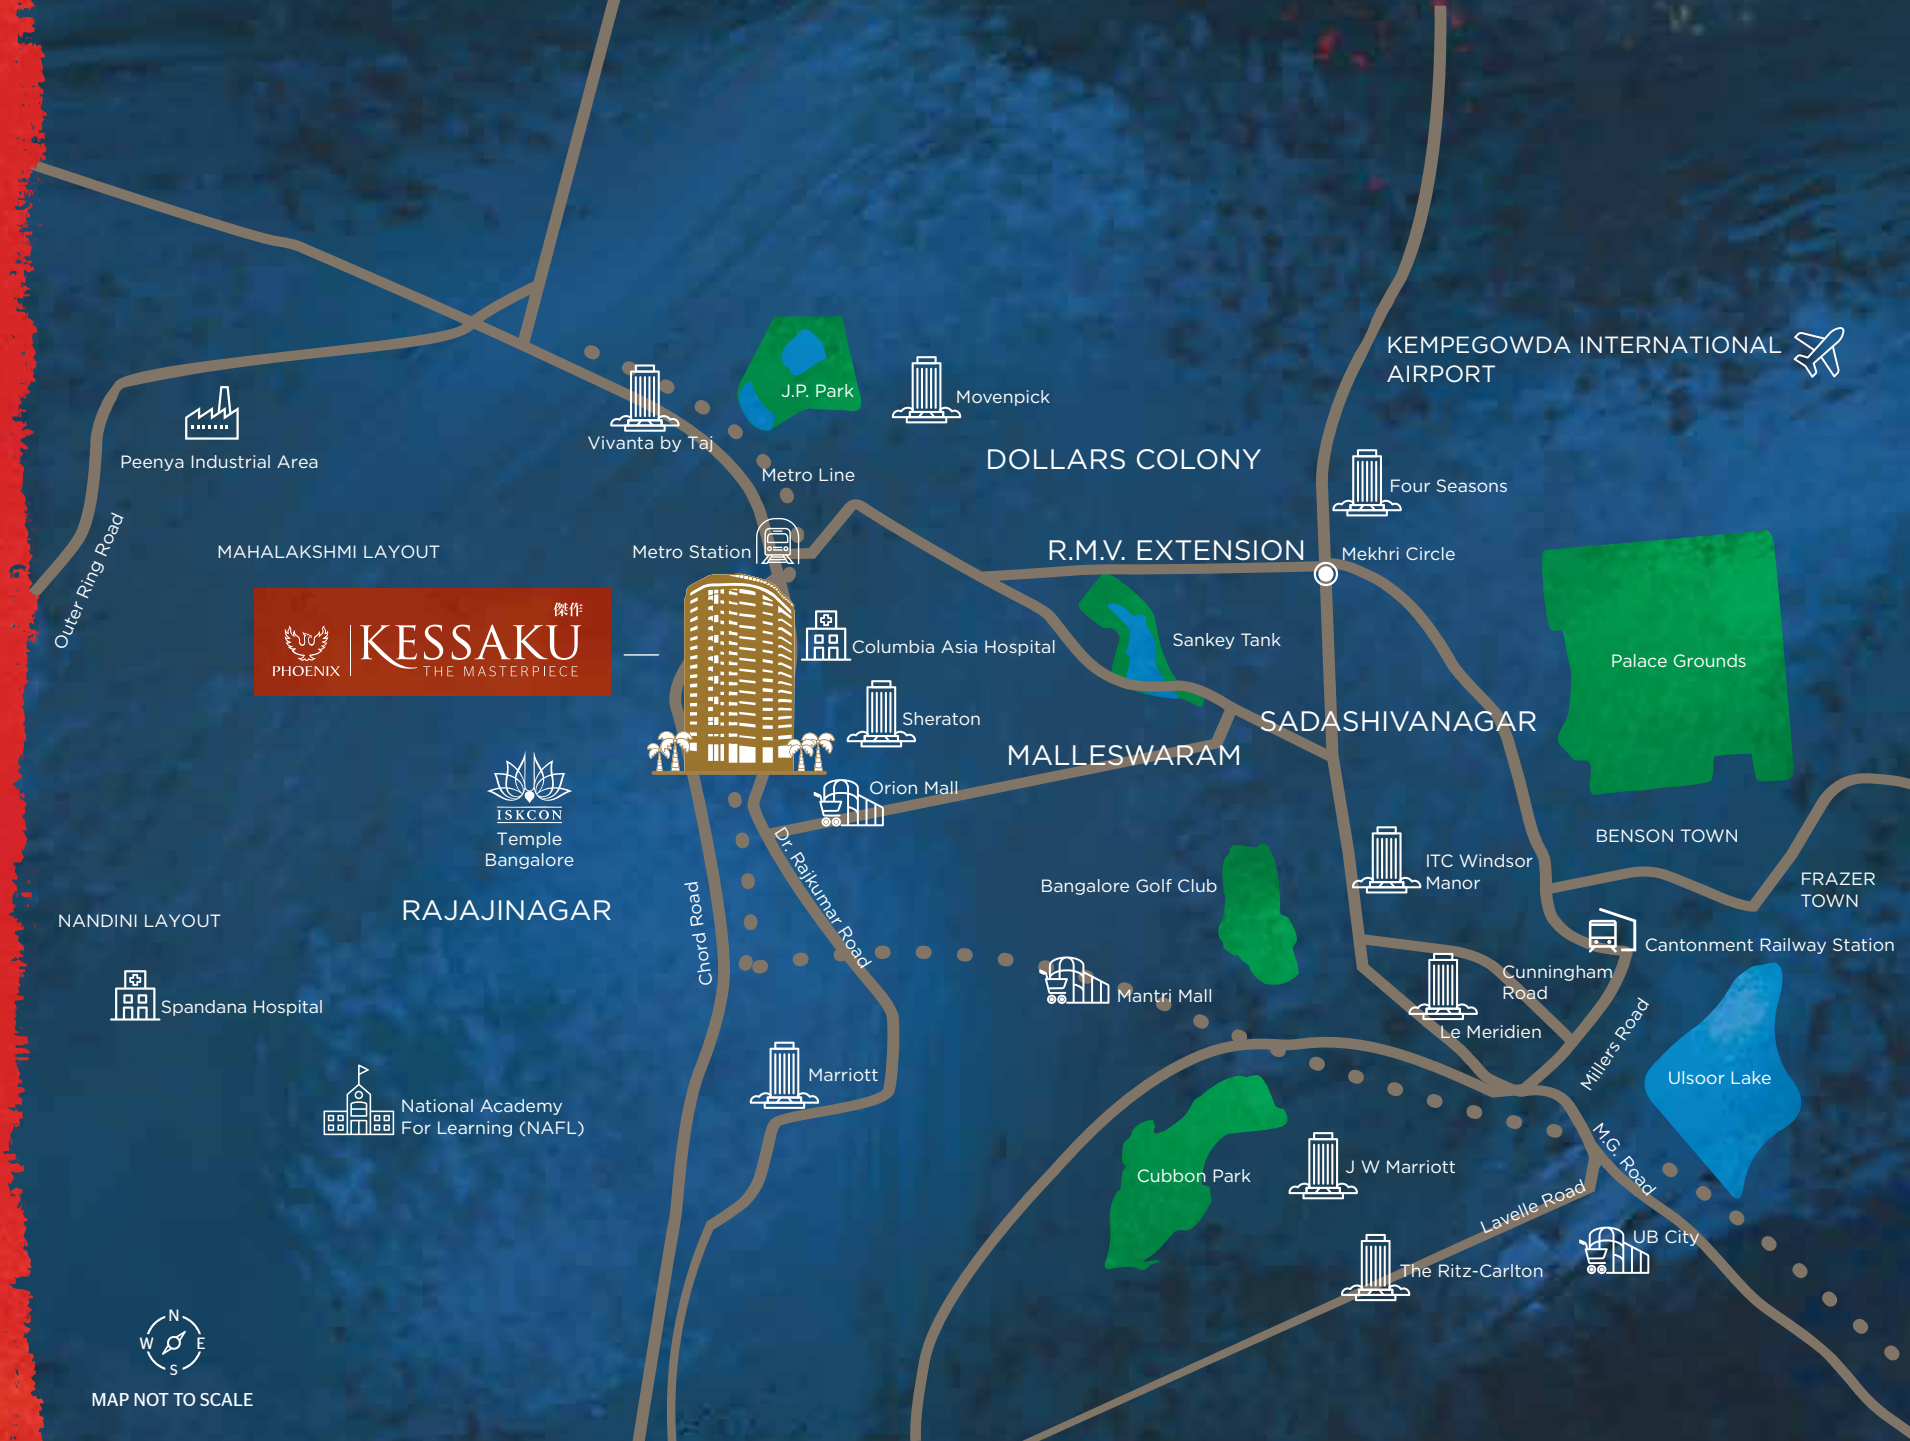 KEMPEGOWDA INTERNATIONAL
AIRPORT
J.P. Park
Movenpick
Vivanta by Taj
DOLLARS COLONY
Peenya Industrial Area
Metro Line
Four Seasons
Outer Ring Road
MAHALAKSHMI LAYOUT
Metro Station
R.M.V. EXTENSION
Mekhri Circle
傑作
PHOENIX
KESSAKU
THE MASTERPIECE
Columbia Asia Hospital
Sankey Tank
Palace Grounds
Sheraton
SADASHIVANAGAR
MALLESWARAM
Orion Mall
ISKCON
Temple
Bangalore
Dr. Rajkumar Road
BENSON TOWN
ITC Windsor
Manor
Bangalore Golf Club
FRAZER
TOWN
RAJAJINAGAR
NANDINI LAYOUT
Chord Road
Cantonment Railway Station
Cunningham
Road
Mantri Mall
Spandana Hospital
Le Meridien
Millers Road
Marriott
Ulsoor Lake
National Academy
For Learning (NAFL)
M.G. Road
Cubbon Park
J W Marriott
Lavelle Road
UB City
The Ritz-Carlton
N
W
E
S
MAP NOT TO SCALE